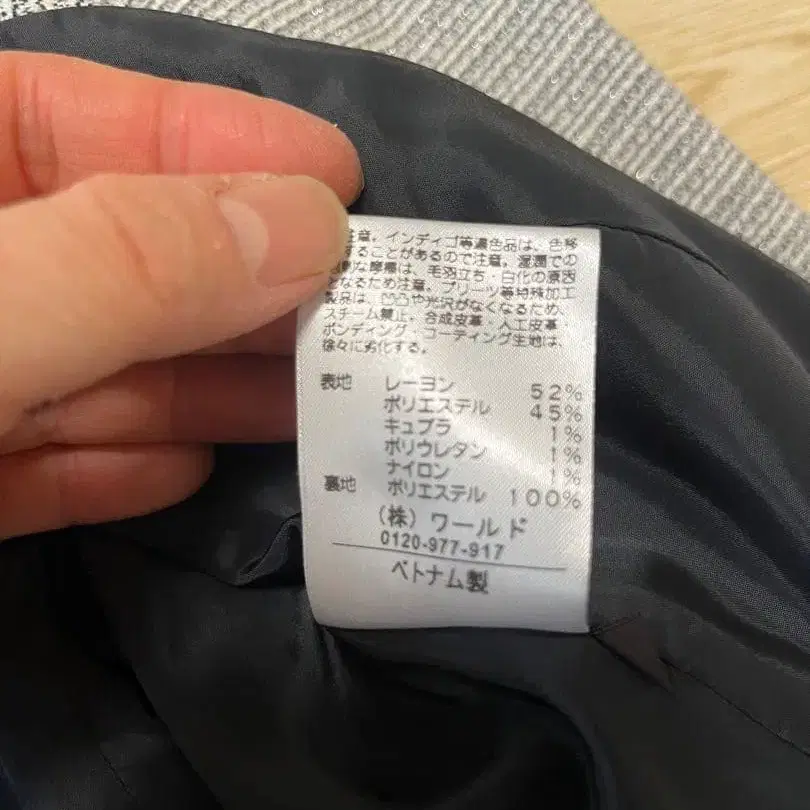 注意。インディゴ等濃色品は、色移
することがあるので注意。湿潤での
な摩擦は、毛羽立ち・白化の原因
となるため注意。プリーツ等特殊加工
製品は、凹凸や光沢がなくなるため、
スチーム禁止。合成皮革・人工皮革・
ボンディング・コーティング生地は、
徐々に劣化する。
表地 レーヨン 52%
ポリエステル 45%
キュプラ 1%
ポリウレタン 1%
ナイロン 1%
裏地 ポリエステル 100%
(株) ワールド
0120-977-917
ベトナム製